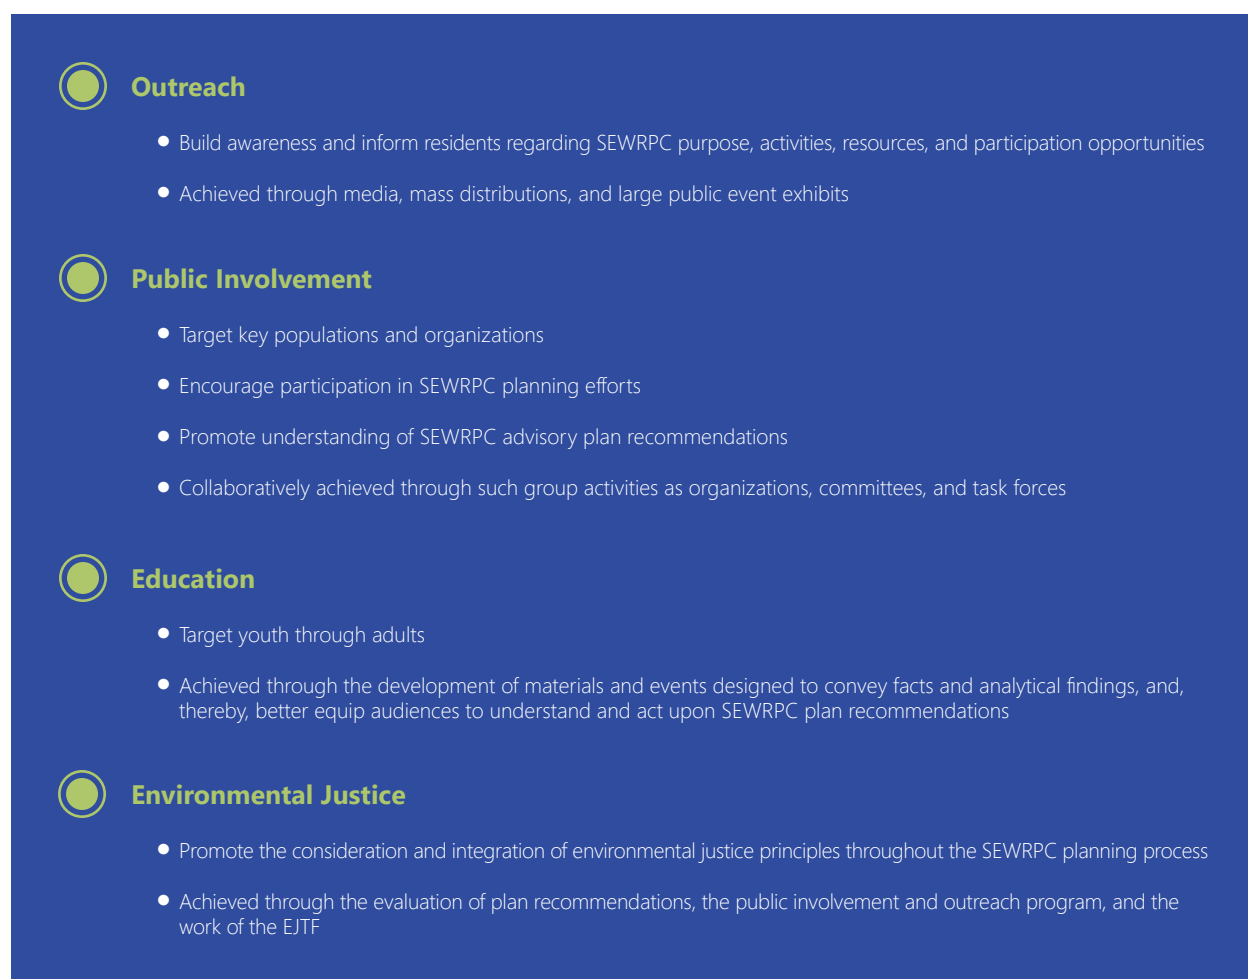 Outreach
Build awareness and inform residents regarding SEWRPC purpose, activities, resources, and participation opportunities
Achieved through media, mass distributions, and large public event exhibits
Public Involvement
Target key populations and organizations
Encourage participation in SEWRPC planning efforts
Promote understanding of SEWRPC advisory plan recommendations
Collaboratively achieved through such group activities as organizations, committees, and task forces
Education
Target youth through adults
Achieved through the development of materials and events designed to convey facts and analytical findings, and,
thereby, better equip audiences to understand and act upon SEWRPC plan recommendations
Environmental Justice
Promote the consideration and integration of environmental justice principles throughout the SEWRPC planning process
Achieved through the evaluation of plan recommendations, the public involvement and outreach program, and the
work of the EJTF